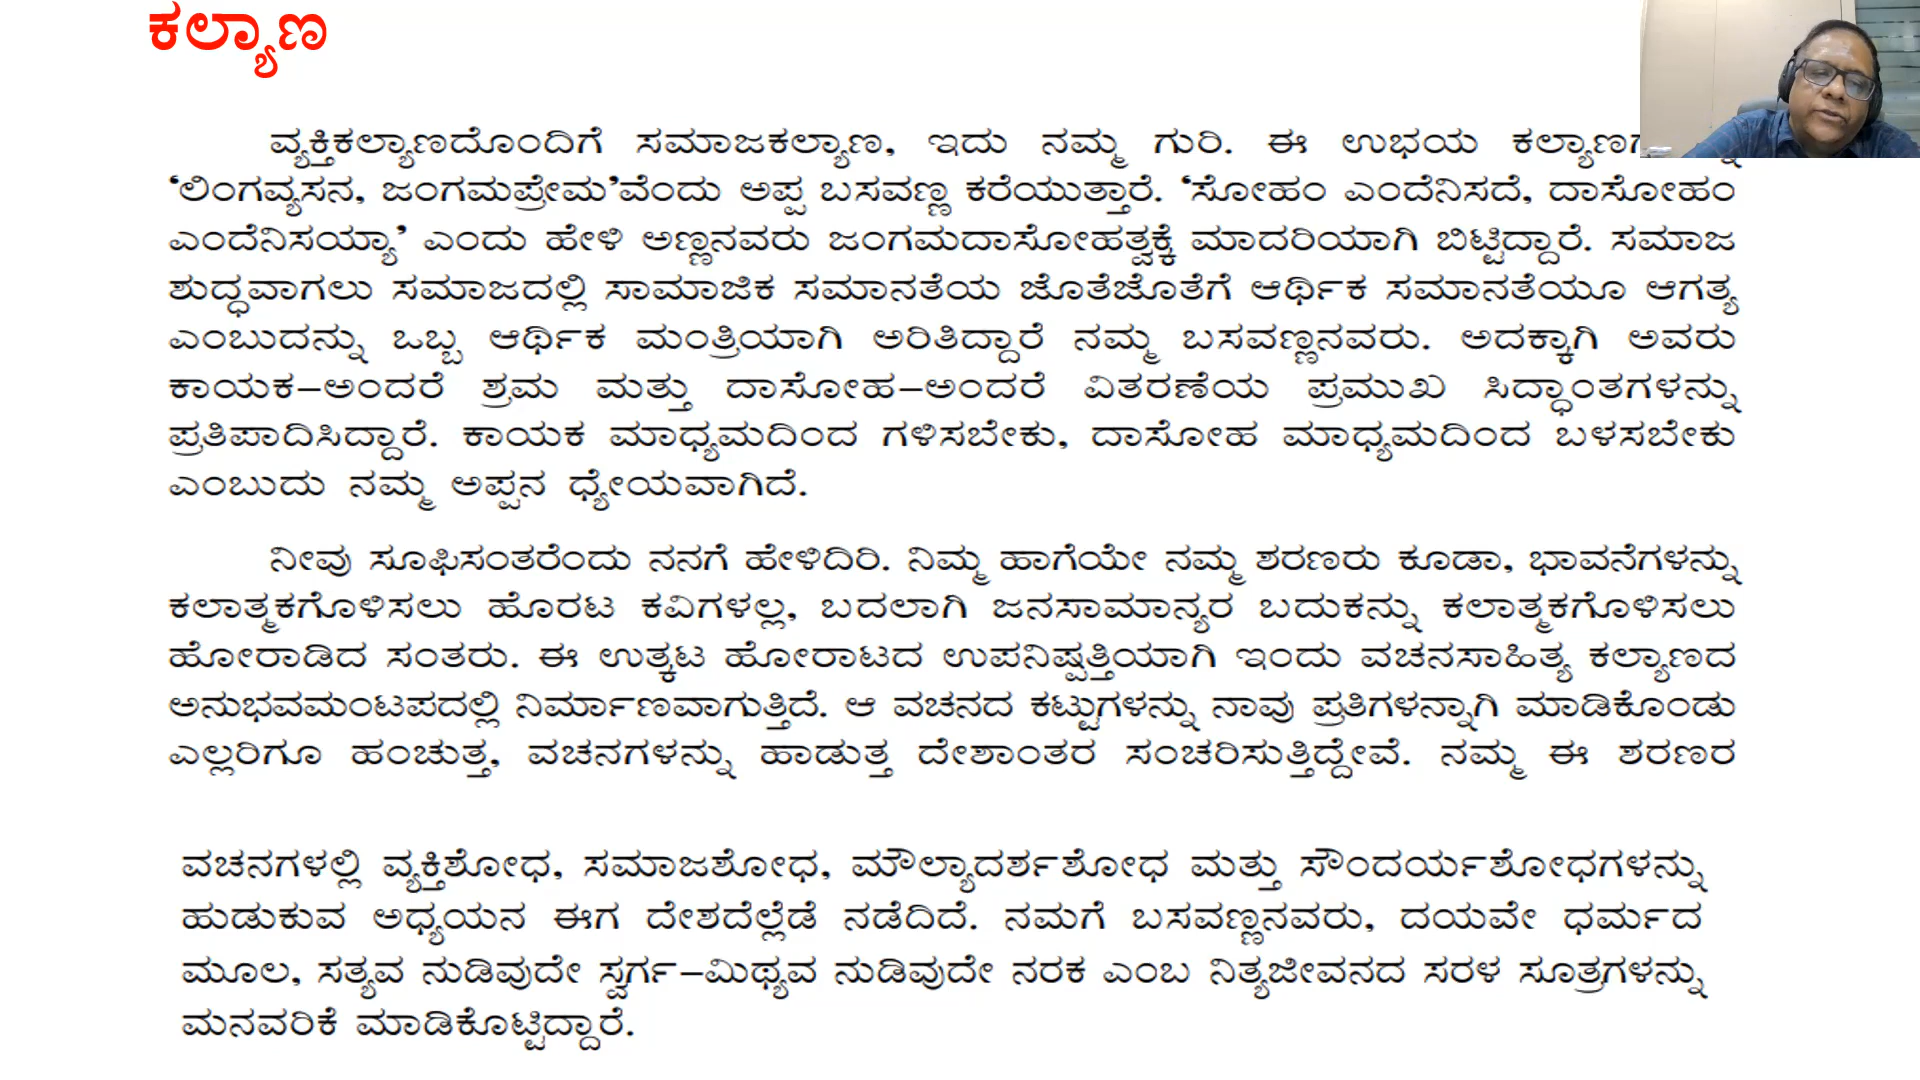 ಕಲ್ಯಾಣ
ವ್ಯಕ್ತಿಕಲ್ಯಾಣದೊಂದಿಗೆ ಸಮಾಜಕಲ್ಯಾಣ, ಇದು ನಮ್ಮ ಗುರಿ. ಈ ಉಭಯ
‘ಲಿಂಗವ್ಯಸನ, ಜಂಗಮಪ್ರೇಮ’ವೆಂದು ಅಪ್ಪ ಬಸವಣ್ಣ ಕರೆಯುತ್ತಾರೆ. ‘ಸೋಹಂ ಎಂದೆನಿಸದೆ, ದಾಸೋಹಂ
ಎಂದೆನಿಸಯ್ಯಾ’ ಎಂದು ಹೇಳಿ ಅಣ್ಣನವರು ಜಂಗಮದಾಸೋಹತ್ವಕ್ಕೆ ಮಾದರಿಯಾಗಿ ಬಿಟ್ಟಿದ್ದಾರೆ. ಸಮಾಜ
ಶುದ್ಧವಾಗಲು ಸಮಾಜದಲ್ಲಿ ಸಾಮಾಜಿಕ ಸಮಾನತೆಯ ಜೊತೆಜೊತೆಗೆ ಆರ್ಥಿಕ ಸಮಾನತೆಯೂ ಆಗತ್ಯ
ಎಂಬುದನ್ನು ಒಬ್ಬ ಆರ್ಥಿಕ ಮಂತ್ರಿಯಾಗಿ ಅರಿತಿದ್ದಾರೆ ನಮ್ಮ ಬಸವಣ್ಣನವರು. ಅದಕ್ಕಾಗಿ ಅವರು
ಕಾಯಕ–ಅಂದರೆ ಶ್ರಮ ಮತ್ತು ದಾಸೋಹ–ಅಂದರೆ ವಿತರಣೆಯ ಪ್ರಮುಖ ಸಿದ್ಧಾಂತಗಳನ್ನು
ಪ್ರತಿಪಾದಿಸಿದ್ದಾರೆ. ಕಾಯಕ ಮಾಧ್ಯಮದಿಂದ ಗಳಿಸಬೇಕು, ದಾಸೋಹ ಮಾಧ್ಯಮದಿಂದ ಬಳಸಬೇಕು
ಎಂಬುದು ನಮ್ಮ ಅಪ್ಪನ ಧ್ಯೇಯವಾಗಿದೆ.
ನೀವು ಸೂಫಿಸಂತರೆಂದು ನನಗೆ ಹೇಳಿದಿರಿ. ನಿಮ್ಮ ಹಾಗೆಯೇ ನಮ್ಮ ಶರಣರು ಕೂಡಾ, ಭಾವನೆಗಳನ್ನು
ಕಲಾತ್ಮಕಗೊಳಿಸಲು ಹೊರಟ ಕವಿಗಳಲ್ಲ, ಬದಲಾಗಿ ಜನಸಾಮಾನ್ಯರ ಬದುಕನ್ನು ಕಲಾತ್ಮಕಗೊಳಿಸಲು
ಹೋರಾಡಿದ ಸಂತರು. ಈ ಉತ್ಕಟ ಹೋರಾಟದ ಉಪನಿಷ್ಪತ್ತಿಯಾಗಿ ಇಂದು ವಚನಸಾಹಿತ್ಯ ಕಲ್ಯಾಣದ
ಅನುಭವಮಂಟಪದಲ್ಲಿ ನಿರ್ಮಾಣವಾಗುತ್ತಿದೆ. ಆ ವಚನದ ಕಟ್ಟುಗಳನ್ನು ನಾವು ಪ್ರತಿಗಳನ್ನಾಗಿ ಮಾಡಿಕೊಂಡು
ಎಲ್ಲರಿಗೂ ಹಂಚುತ್ತ, ವಚನಗಳನ್ನು ಹಾಡುತ್ತ ದೇಶಾಂತರ ಸಂಚರಿಸುತ್ತಿದ್ದೇವೆ. ನಮ್ಮ ಈ ಶರಣರ
ವಚನಗಳಲ್ಲಿ ವ್ಯಕ್ತಿಶೋಧ, ಸಮಾಜಶೋಧ, ಮೌಲ್ಯಾದರ್ಶಶೋಧ ಮತ್ತು ಸೌಂದರ್ಯಶೋಧಗಳನ್ನು
ಹುಡುಕುವ ಅಧ್ಯಯನ ಈಗ ದೇಶದೆಲ್ಲೆಡೆ ನಡೆದಿದೆ. ನಮಗೆ ಬಸವಣ್ಣನವರು, ದಯವೇ ಧರ್ಮದ
ಮೂಲ, ಸತ್ಯವ ನುಡಿವುದೇ ಸ್ವರ್ಗ–ಮಿಥ್ಯವ ನುಡಿವುದೇ ನರಕ ಎಂಬ ನಿತ್ಯಜೀವನದ ಸರಳ ಸೂತ್ರಗಳನ್ನು
ಮನವರಿಕೆ ಮಾಡಿಕೊಟ್ಟಿದ್ದಾರೆ.